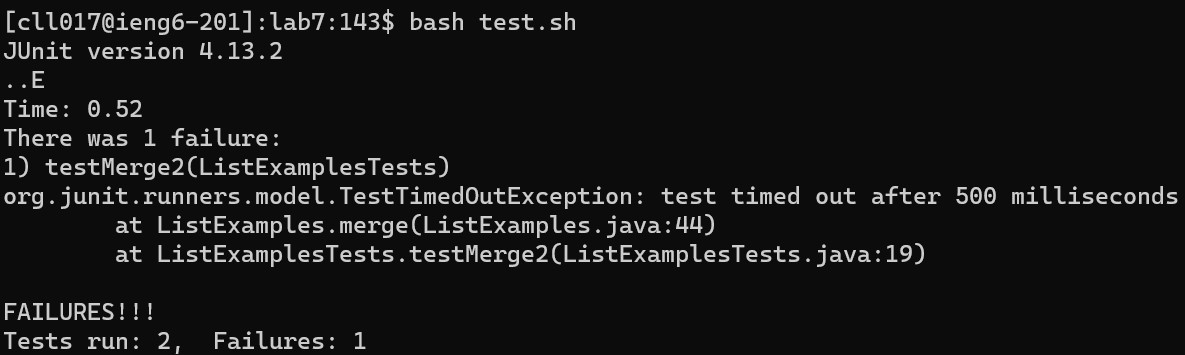 [cll017@ieng6-201]:lab7:143$ bash test.sh
JUnit version 4.13.2
..E
Time: 0.52
There was 1 failure:
1) testMerge2(ListExamplesTests)
org.junit.runners.model.TestTimedOutException: test timed out after 500 milliseconds
        at ListExamples.merge(ListExamples.java:44)
        at ListExamplesTests.testMerge2(ListExamplesTests.java:19)

FAILURES!!!
Tests run: 2,  Failures: 1